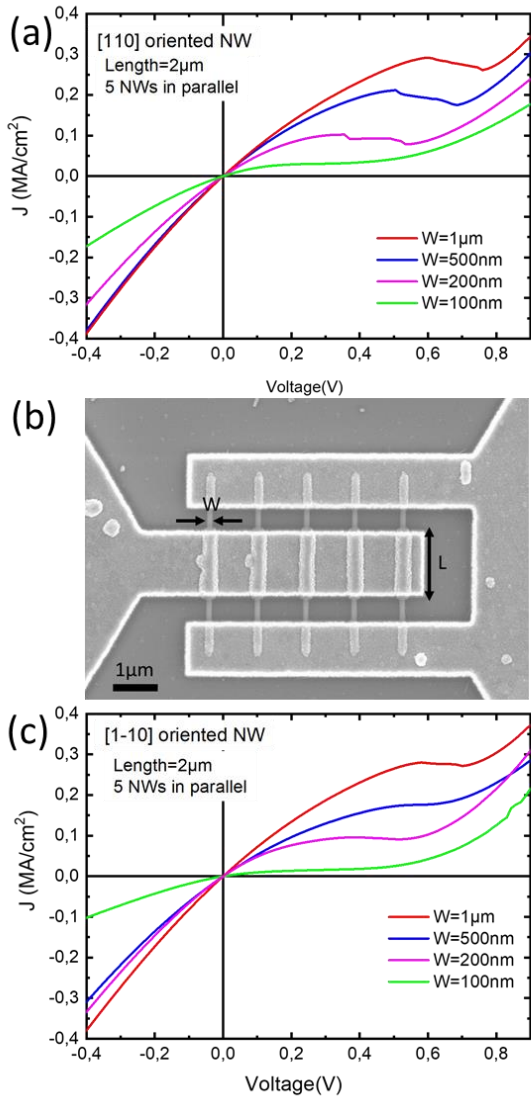 (a)
[110] oriented NW
Length=2µm
5 NWs in parallel
0,4
0,3
0,2
0,1
0,0
-0,1
-0,2
-0,3
-0,4
J (MA/cm²)
W=1µm
W=500nm
W=200nm
W=100nm
-0,4 -0,2 0,0 0,2 0,4 0,6 0,8
Voltage(V)
(b)
W
L
1µm
(c)
[1-10] oriented NW
Length=2µm
5 NWs in parallel
0,4
0,3
0,2
0,1
0,0
-0,1
-0,2
-0,3
-0,4
J (MA/cm²)
W=1µm
W=500nm
W=200nm
W=100nm
-0,4 -0,2 0,0 0,2 0,4 0,6 0,8
Voltage(V)